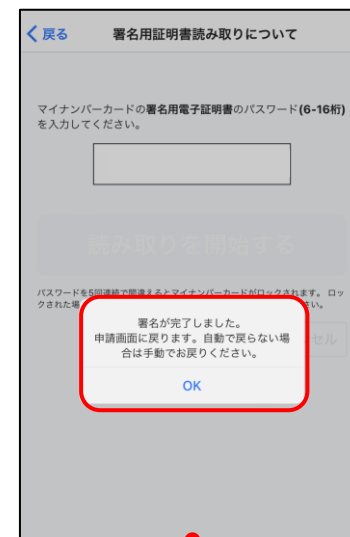 戻る 署名用証明書読み取りについて
マイナンバーカードの署名用電子証明書のパスワード(6-16桁)
を入力してください。
読み取りを開始する
パスワードを5回連続で間違えるとマイナンバーカードがロックされます。 ロッ
クされた場
さい。
署名が完了しました。
申請画面に戻ります。自動で戻らない場
合は手動でお戻りください。
セル
OK